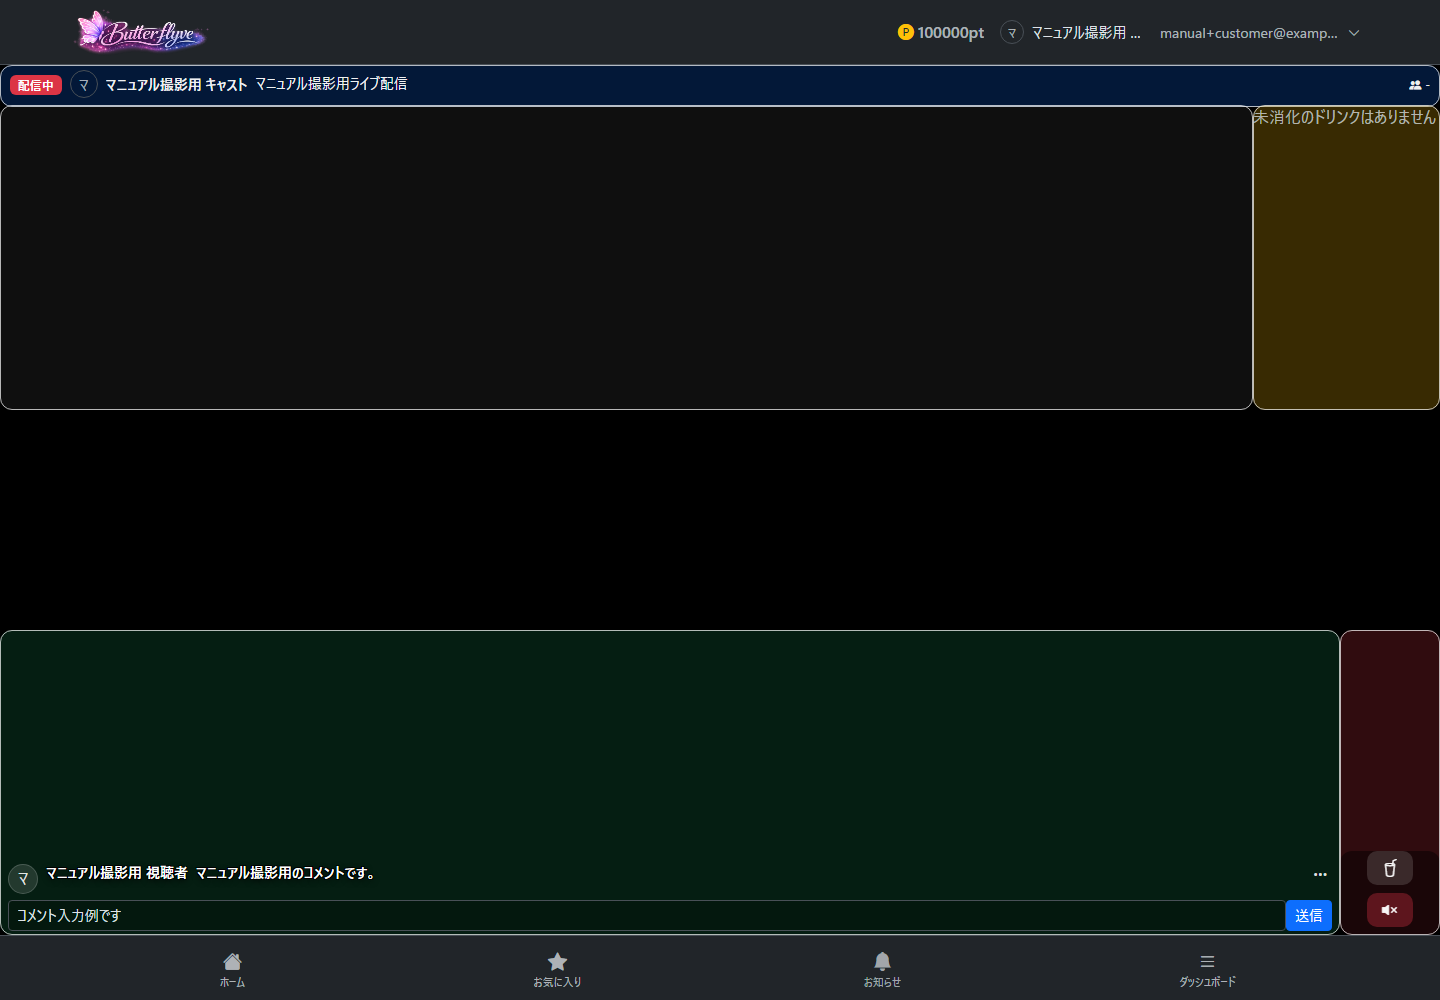 Butterflyve
P 100000pt マ マニュアル撮影用 ... manual+customer@examp...
配信中 マ マニュアル撮影用 キャスト マニュアル撮影用ライブ配信 -
未消化のドリンクはありません
マ マニュアル撮影用 視聴者 マニュアル撮影用のコメントです。
コメント入力例です 送信
ホーム お気に入り お知らせ ダッシュボード